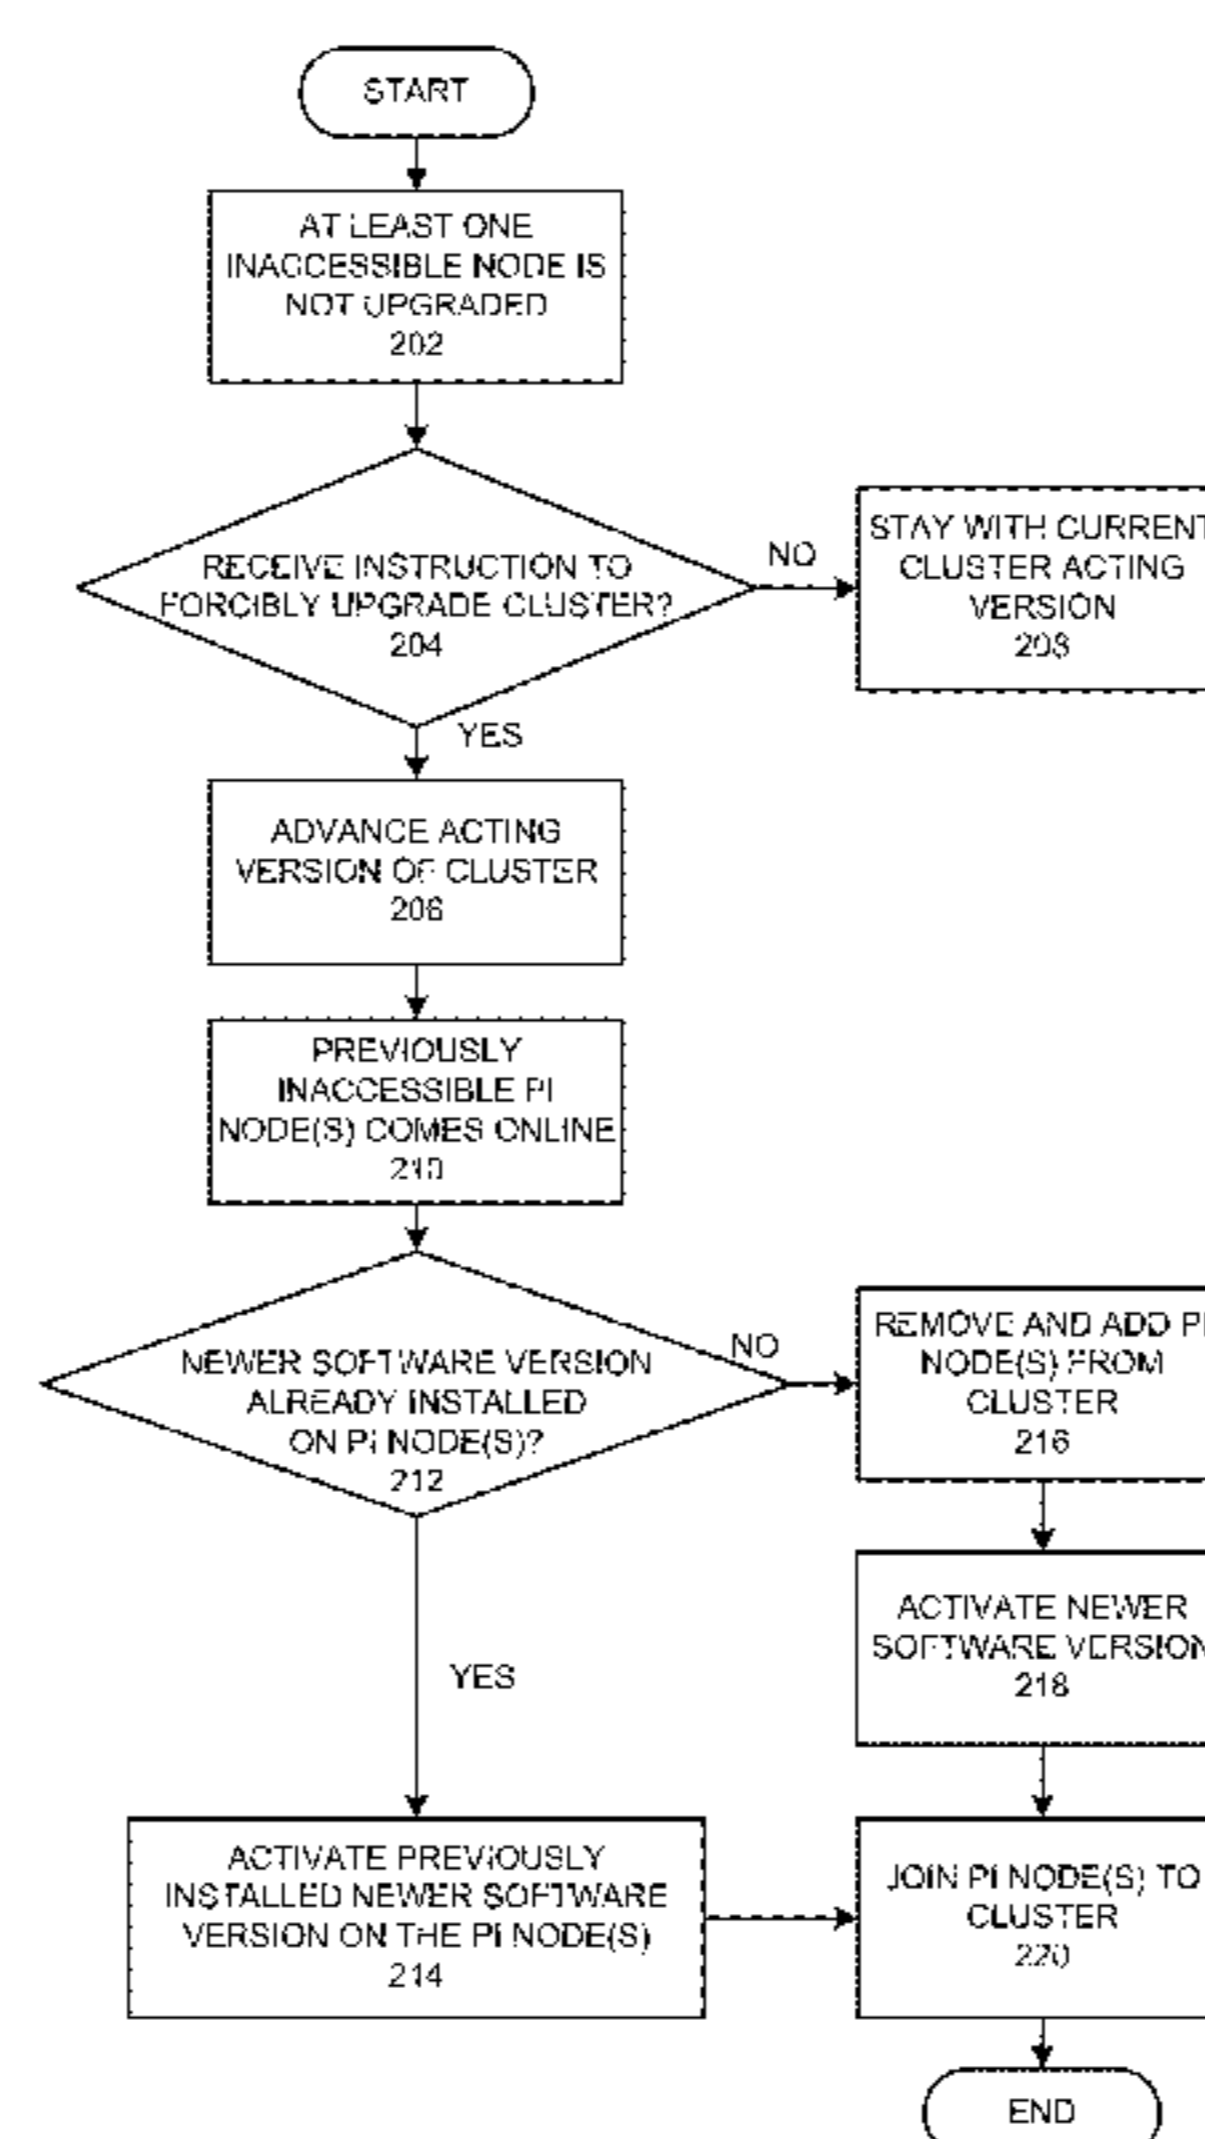 START
AT LEAST ONE
INACCESSIBLE NODE IS
NOT UPGRADED
202
RECEIVE INSTRUCTION TO
FORCIBLY UPGRADE CLUSTER?
204
NO
STAY WITH CURRENT
CLUSTER ACTING
VERSION
208
YES
ADVANCE ACTING
VERSION OF CLUSTER
206
PREVIOUSLY
INACCESSIBLE PI
NODE(S) COMES ONLINE
210
NEWER SOFTWARE VERSION
ALREADY INSTALLED
ON PI NODE(S)?
212
NO
REMOVE AND ADD PI
NODE(S) FROM
CLUSTER
216
ACTIVATE NEWER
SOFTWARE VERSION
218
YES
ACTIVATE PREVIOUSLY
INSTALLED NEWER SOFTWARE
VERSION ON THE PI NODE(S)
214
JOIN PI NODE(S) TO
CLUSTER
220
END